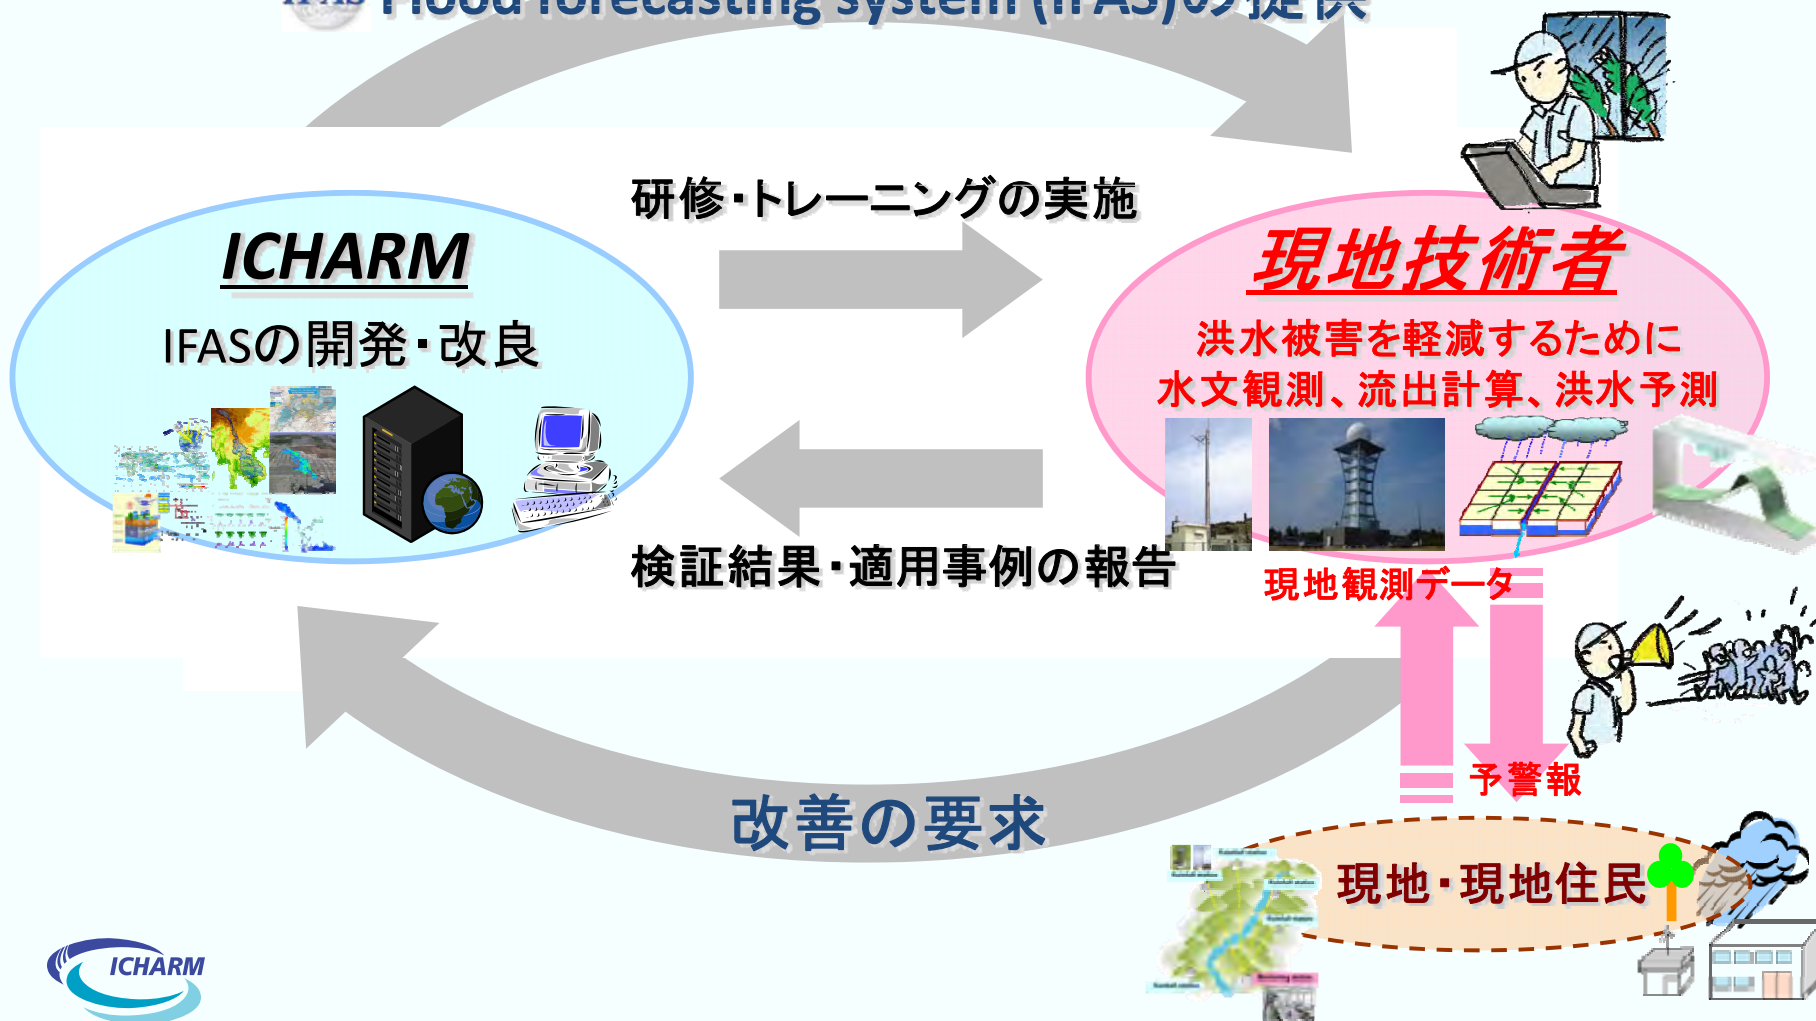 IFAS Flood forecasting system (IFAS)の提供
研修・トレーニングの実施
ICHARM
IFASの開発・改良
現地技術者
洪水被害を軽減するために
水文観測、流出計算、洪水予測
検証結果・適用事例の報告
現地観測データ
予警報
改善の要求
現地・現地住民
ICHARM